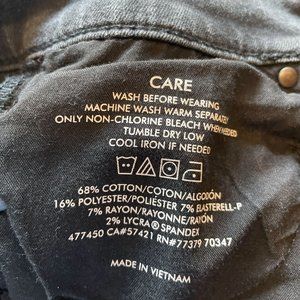 CARE
WASH BEFORE WEARING
MACHINE WASH WARM SEPARATELY
ONLY NON-CHLORINE BLEACH WHEN NEEDED
TUMBLE DRY LOW
COOL IRON IF NEEDED
68% COTTON/COTON/ALGODÓN
16% POLYESTER/POLIÉSTER 7% ELASTERELL-P
7% RAYON/RAYONNE/RAYÓN
2% LYCRA® SPANDEX
477450 CA#57421 RN#77379 70347
MADE IN VIETNAM